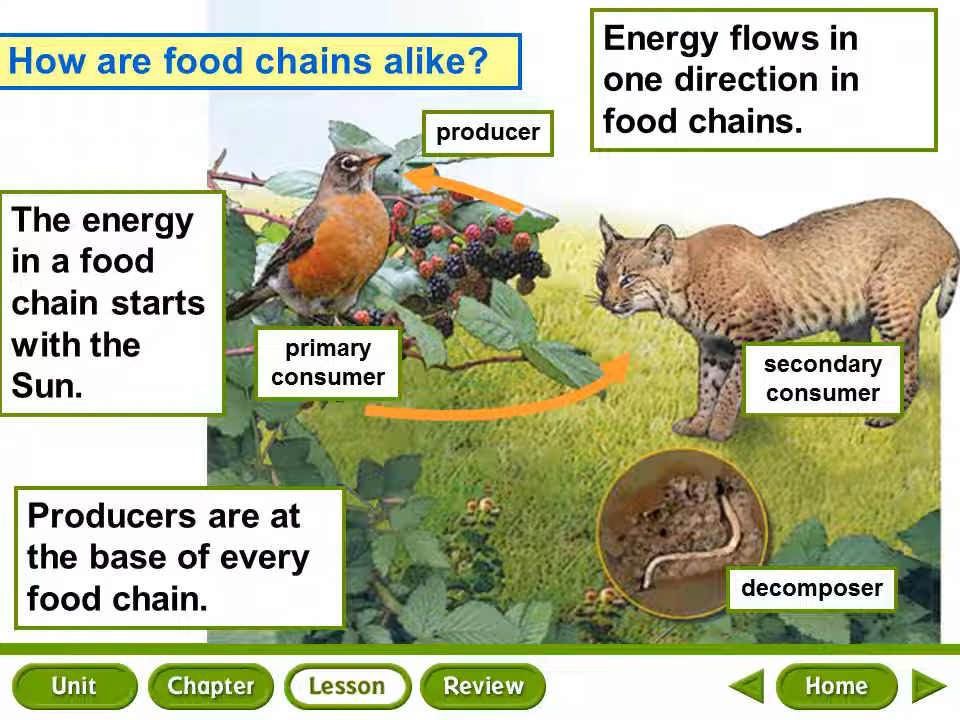 How are food chains alike?
Energy flows in
one direction in
food chains.
producer
The energy
in a food
chain starts
with the
Sun.
primary
consumer
secondary
consumer
Producers are at
the base of every
food chain.
decomposer
Unit
Chapter
Lesson
Review
Home